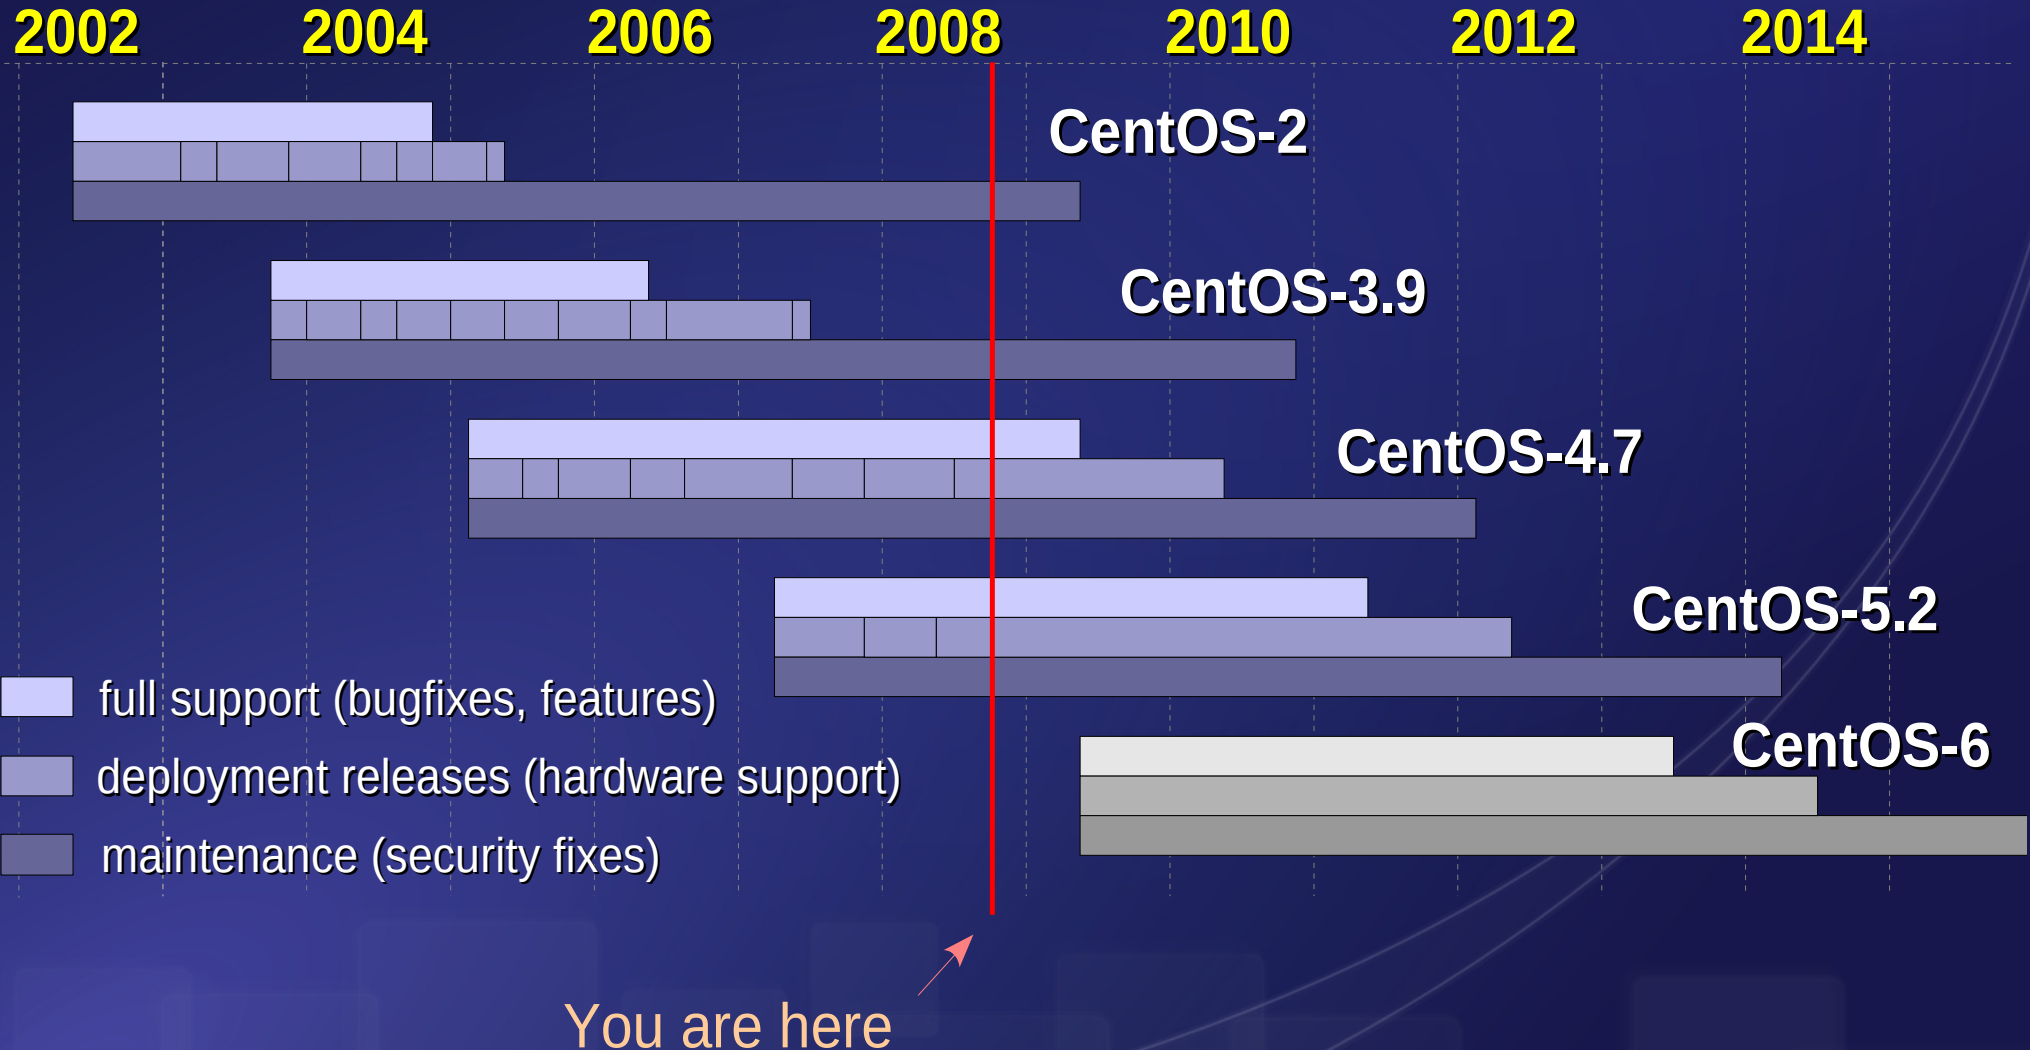 2002 2004 2006 2008 2010 2012 2014
CentOS-2
CentOS-3.9
CentOS-4.7
CentOS-5.2
full support (bugfixes, features)
CentOS-6
deployment releases (hardware support)
maintenance (security fixes)
You are here